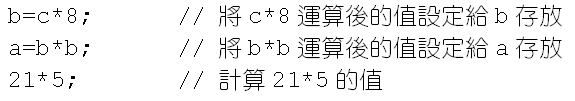 b=c*8; // 將 c*8 運算後的值設定給 b 存放
a=b*b; // 將 b*b 運算後的值設定給 a 存放
21*5; // 計算 21*5 的值